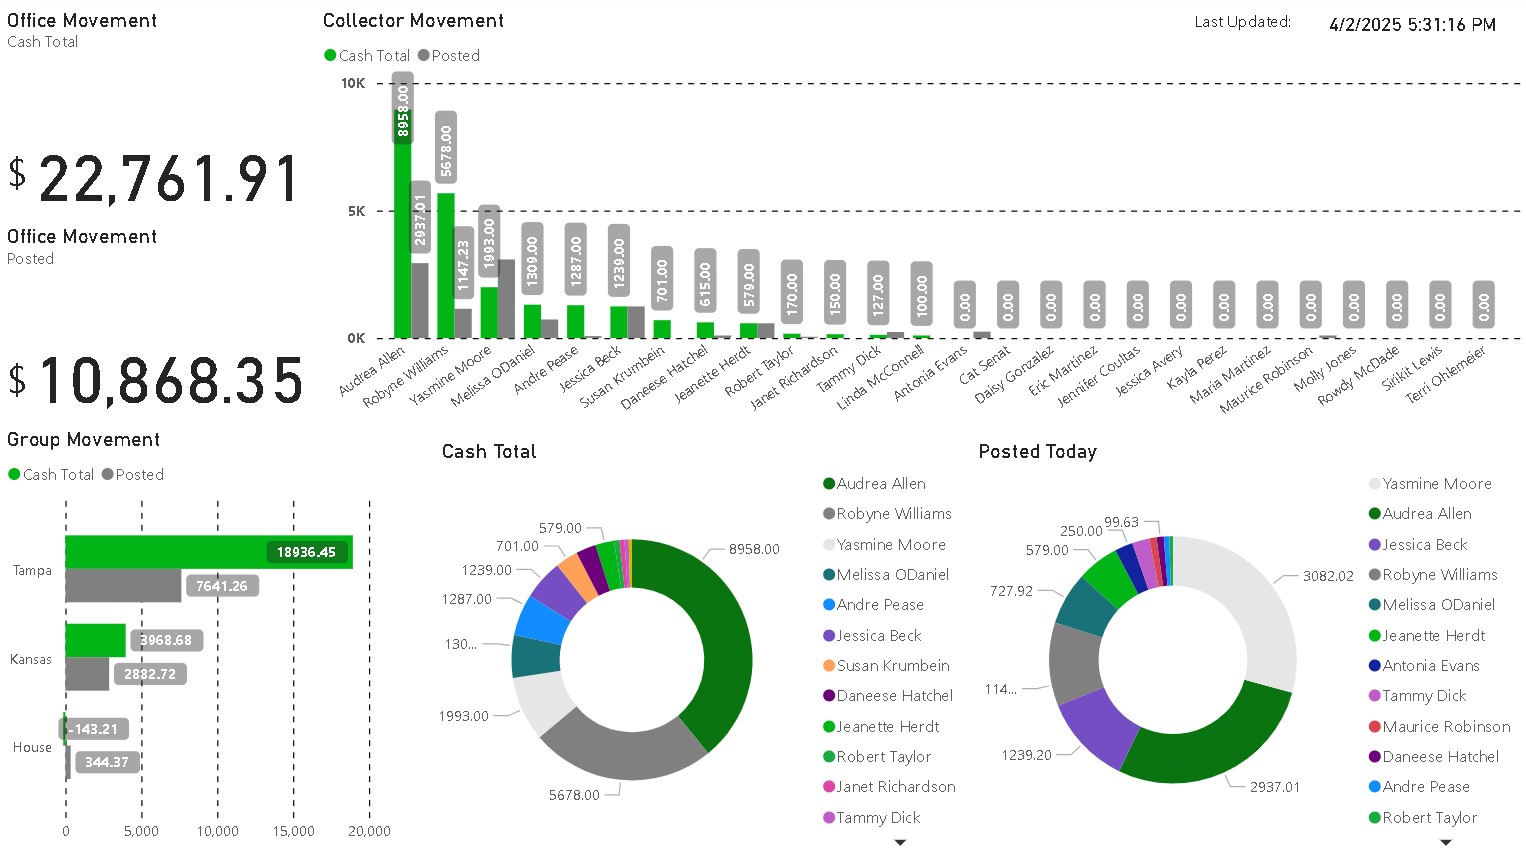 Office Movement
Cash Total
$ 22,761.91
Office Movement
Posted
$ 10,868.35
Collector Movement
Cash Total Posted
Last Updated: 4/2/2025 5:31:16 PM
10K
5K
0K
8958.00
2937.01
5678.00
1147.23
1993.00
1309.00
1287.00
1239.00
701.00
615.00
579.00
170.00
150.00
127.00
100.00
0.00
0.00
0.00
0.00
0.00
0.00
0.00
0.00
0.00
0.00
0.00
0.00
0.00
Audrea Allen
Robyne Williams
Yasmine Moore
Melissa ODaniel
Andre Pease
Jessica Beck
Susan Krumbein
Daneese Hatchel
Jeanette Herdt
Robert Taylor
Janet Richardson
Tammy Dick
Linda McConnell
Antonia Evans
Cat Senat
Daisy Gonzalez
Eric Martinez
Jennifer Coultas
Jessica Avery
Kayla Perez
Maria Martinez
Maurice Robinson
Molly Jones
Rowdy McDade
Sirikit Lewis
Terri Ohlemeier
Group Movement
Cash Total Posted
Tampa
18936.45
7641.26
Kansas
3968.68
2882.72
House
-143.21
344.37
0 5,000 10,000 15,000 20,000
Cash Total
579.00
701.00
1239.00
1287.00
130...
1993.00
5678.00
8958.00
Audrea Allen
Robyne Williams
Yasmine Moore
Melissa ODaniel
Andre Pease
Jessica Beck
Susan Krumbein
Daneese Hatchel
Jeanette Herdt
Robert Taylor
Janet Richardson
Tammy Dick
Posted Today
99.63
250.00
579.00
727.92
114...
1239.20
2937.01
3082.02
Yasmine Moore
Audrea Allen
Jessica Beck
Robyne Williams
Melissa ODaniel
Jeanette Herdt
Antonia Evans
Tammy Dick
Maurice Robinson
Daneese Hatchel
Andre Pease
Robert Taylor